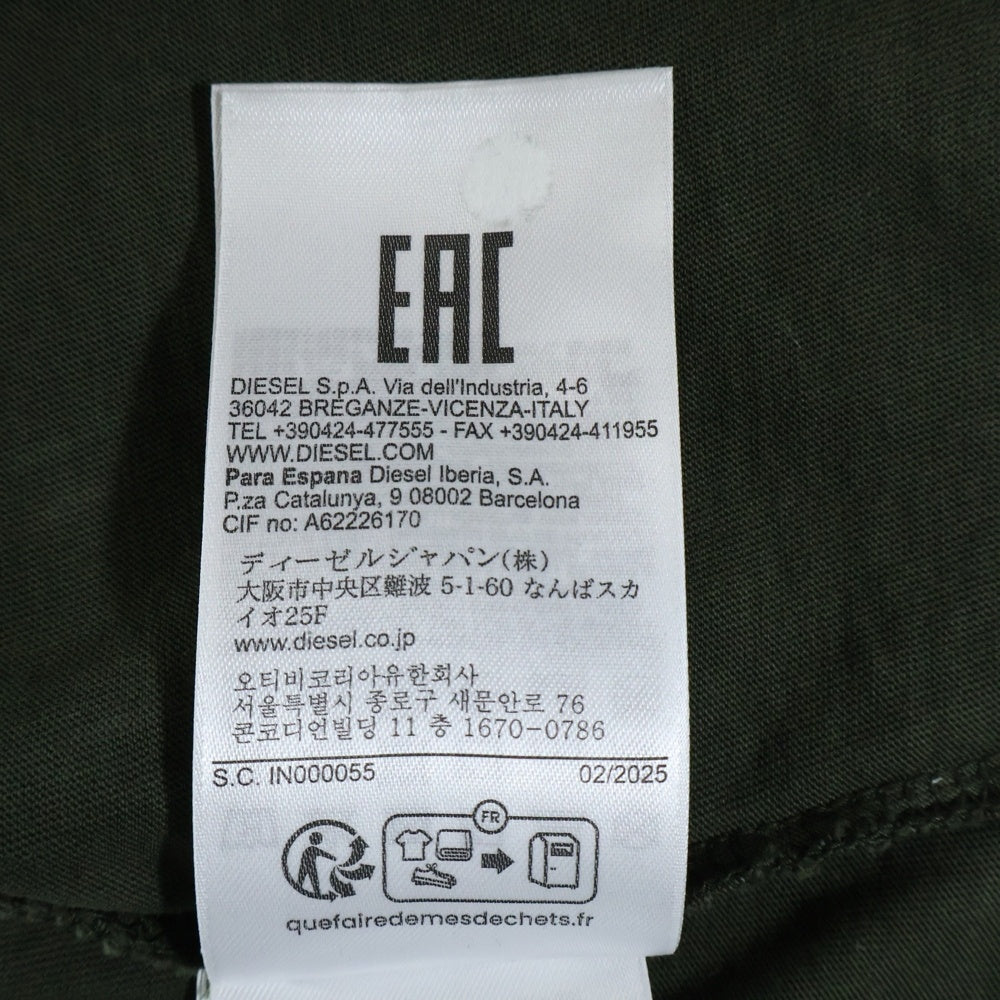 EAC
DIESEL S.p.A. Via dell'Industria, 4-6
36042 BREGANZE-VICENZA-ITALY
TEL +390424-477555 - FAX +390424-411955
WWW.DIESEL.COM
Para Espana Diesel Iberia, S.A.
P.za Catalunya, 9 08002 Barcelona
CIF no: A62226170
ディーゼルジャパン(株)
大阪市中央区難波 5-1-60 なんばスカ
イオ25F
www.diesel.co.jp
오티비코리아유한회사
서울특별시 종로구 새문안로 76
콘코디언빌딩 11 층 1670-0786
S.C. IN000055 02/2025
FR
quefairedemesdechets.fr